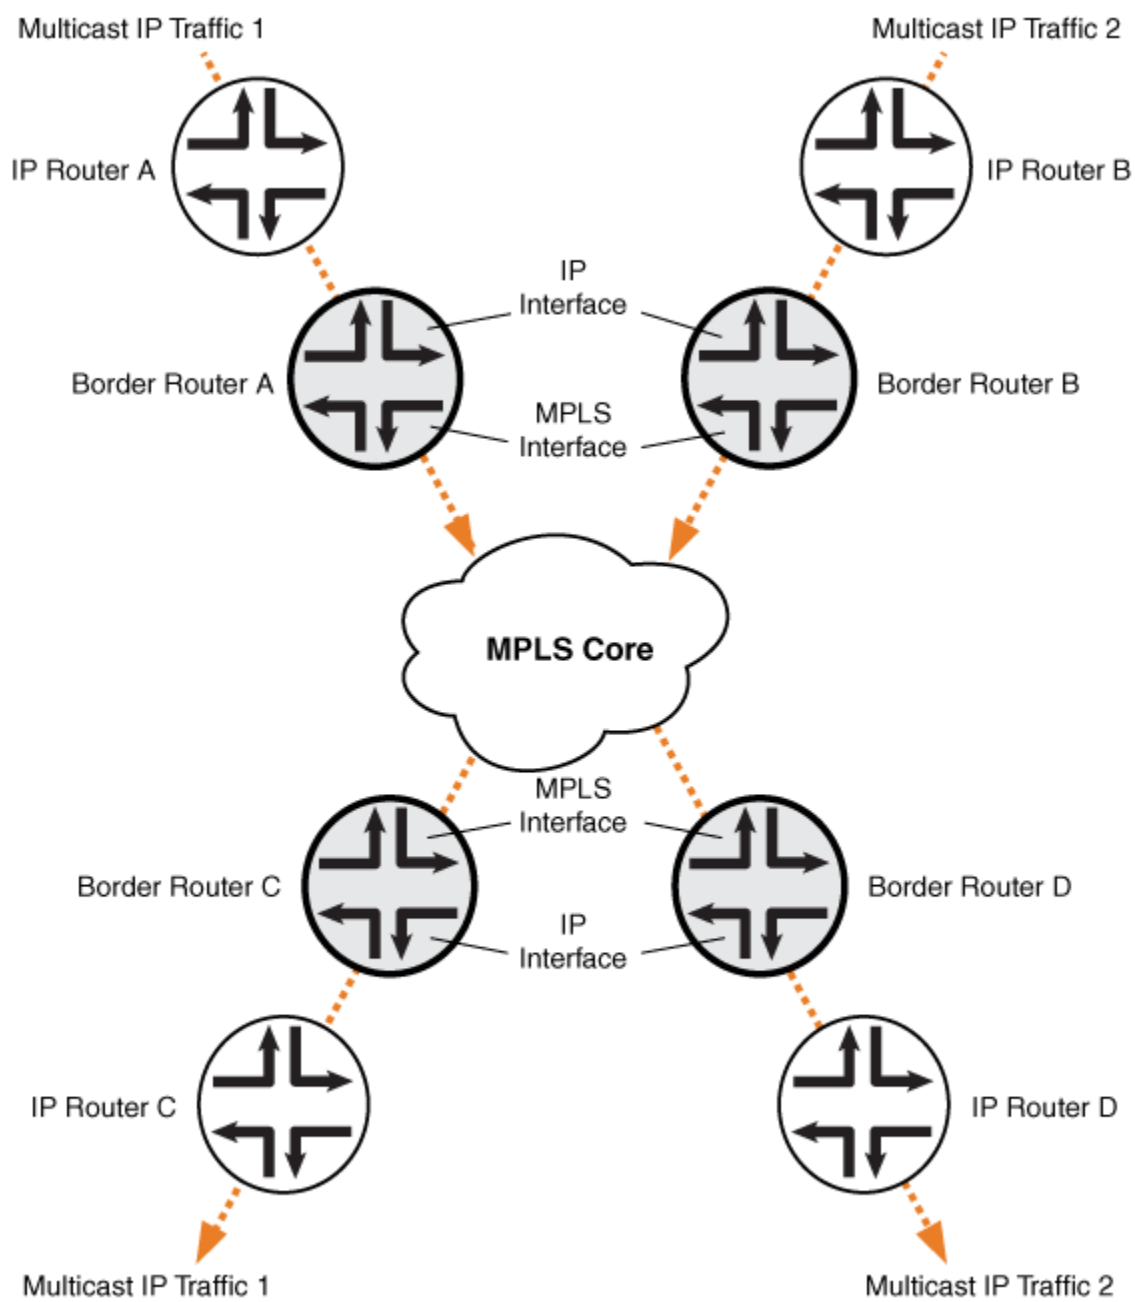 Multicast IP Traffic 1
Multicast IP Traffic 2
IP Router A
IP Router B
IP
Interface
Border Router A
Border Router B
MPLS
Interface
MPLS Core
MPLS
Interface
Border Router C
Border Router D
IP
Interface
IP Router C
IP Router D
Multicast IP Traffic 1
Multicast IP Traffic 2